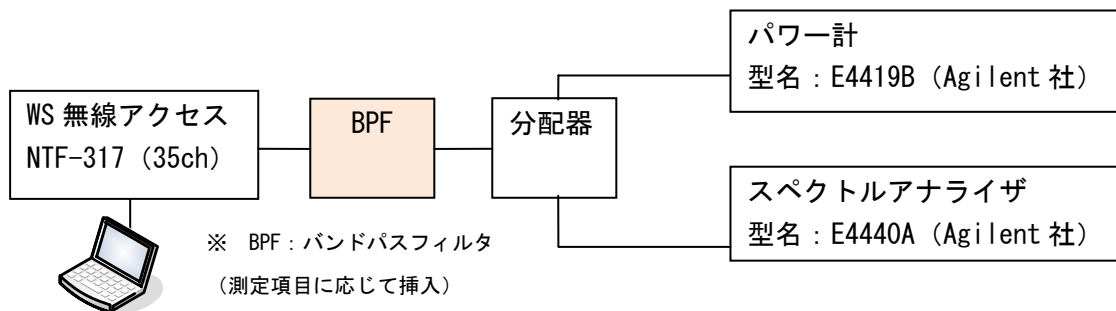 WS 無線アクセス
NTF-317（35ch）
BPF
分配器
パワー計
型名：E4419B（Agilent 社）
スペクトルアナライザ
型名：E4440A（Agilent 社）
※ BPF：バンドパスフィルタ
（測定項目に応じて挿入）